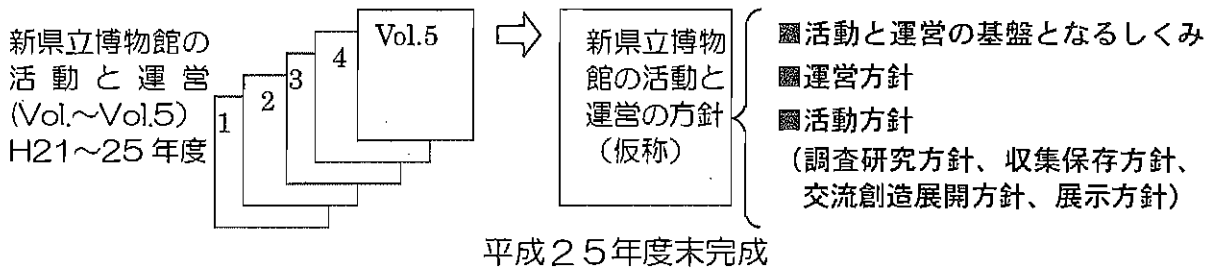 新県立博物館の
活動と運営
(Vol.～Vol.5)
H21～25年度
1
2
3
4
Vol.5
新県立博物
館の活動と
運営の方針
(仮称)
▩活動と運営の基盤となるしくみ
▩運営方針
▩活動方針
(調査研究方針、収集保存方針、
交流創造展開方針、展示方針)
平成25年度末完成